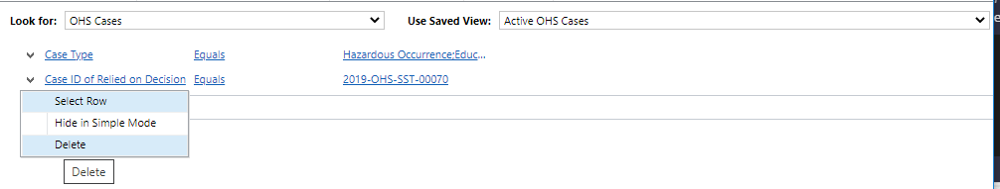 Look for: OHS Cases Use Saved View: Active OHS Cases
Case Type Equals Hazardous Occurrence;Educ...
Case ID of Relied on Decision Equals 2019-OHS-SST-00070
Select Row
Hide in Simple Mode
Delete
Delete